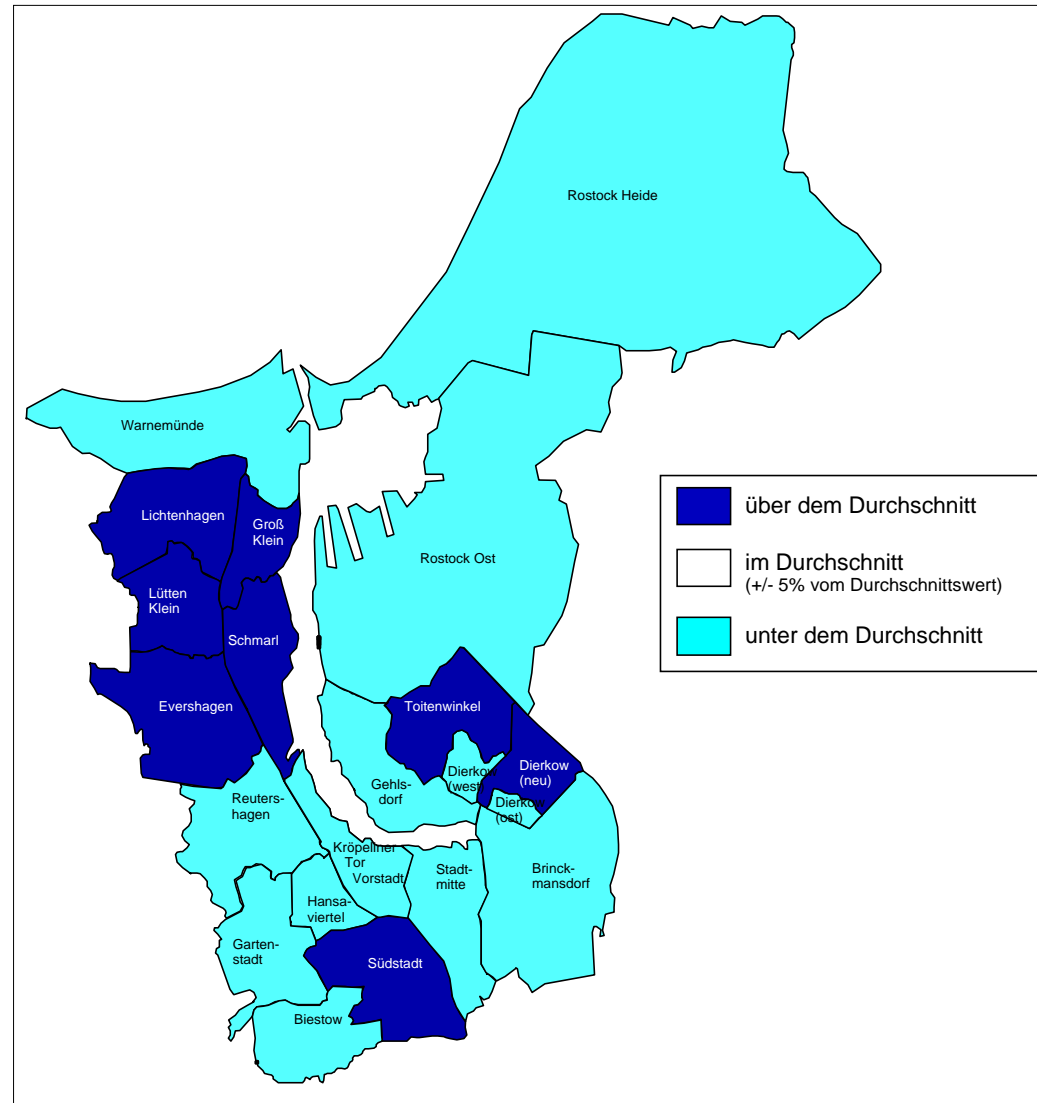 Rostock Heide
Warnemünde
Lichtenhagen
Groß
Klein
Rostock Ost
Lütten
Klein
Schmarl
Evershagen
Toitenwinkel
Dierkow
(west)
Dierkow
(neu)
Gehls-
dorf
Dierkow
(ost)
Reuters-
hagen
Kröpeliner
Tor
Vorstadt
Stadt-
mitte
Brinck-
mansdorf
Hansa-
viertel
Garten-
stadt
Südstadt
Biestow
über dem Durchschnitt
im Durchschnitt
(+/- 5% vom Durchschnittswert)
unter dem Durchschnitt